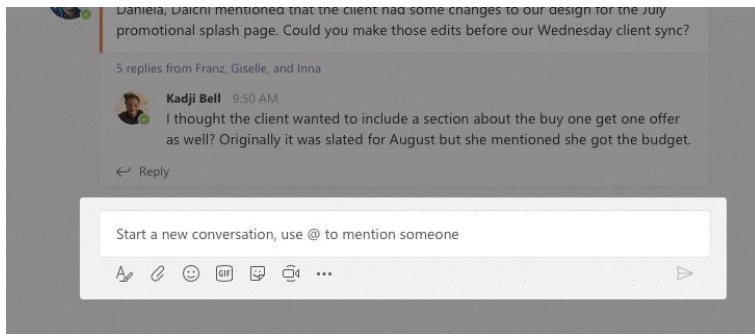 Daniela, Daichi mentioned that the client had some changes to our design for the July
promotional splash page. Could you make those edits before our Wednesday client sync?
5 replies from Franz, Giselle, and Inna
Kadji Bell 9:50 AM
I thought the client wanted to include a section about the buy one get one offer
as well? Originally it was slated for August but she mentioned she got the budget.
Reply
Start a new conversation, use @ to mention someone
GIF